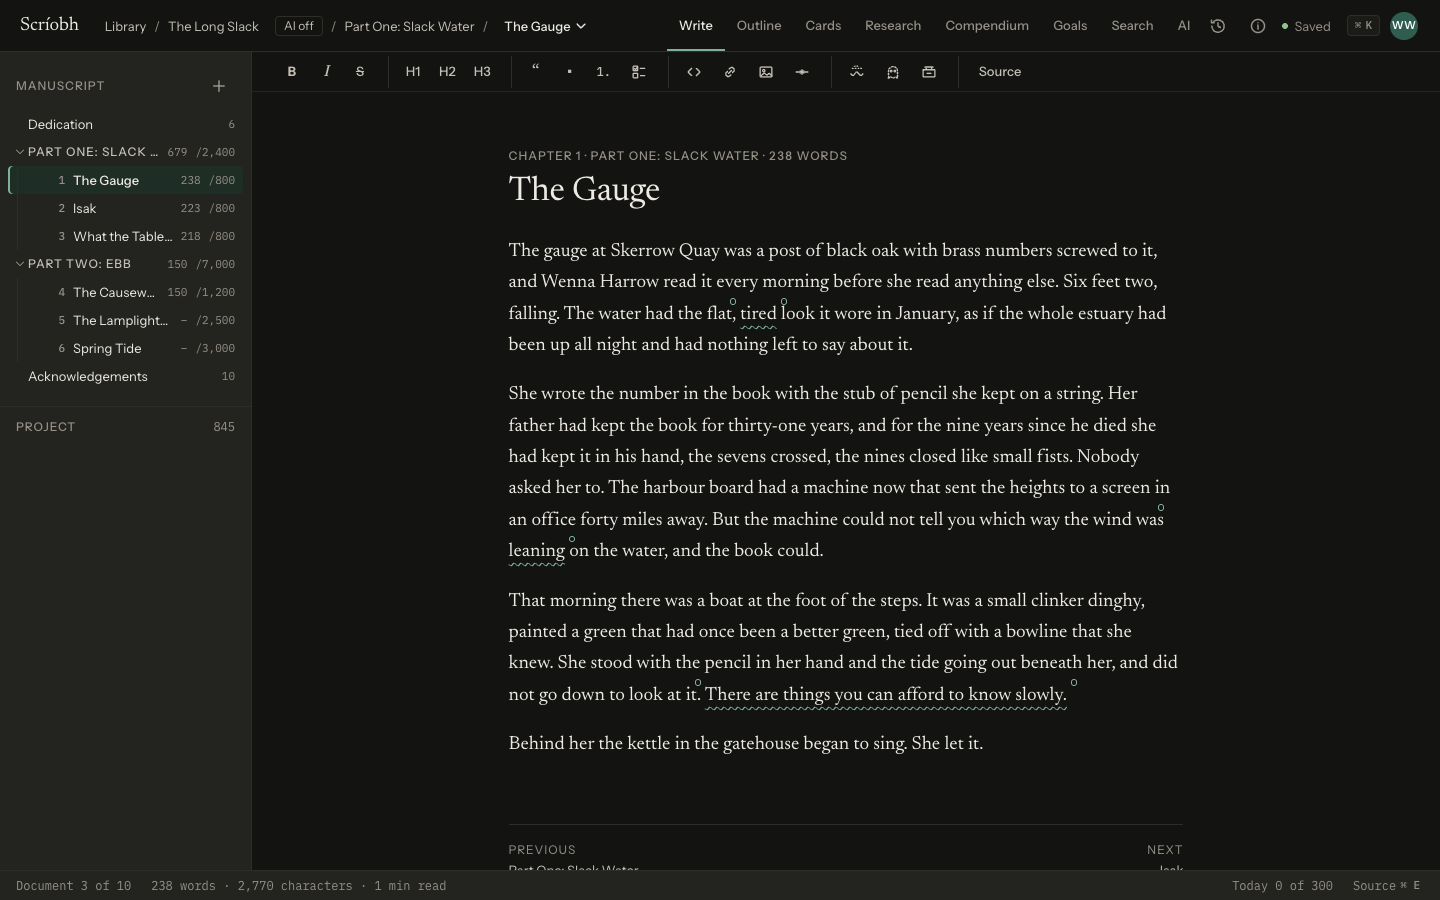 Scríobh
Library / The Long Slack AI off / Part One: Slack Water / The Gauge
Write Outline Cards Research Compendium Goals Search AI
Saved ⌘ K WW
B I S H1 H2 H3 “ 1. Source
MANUSCRIPT
Dedication 6
PART ONE: SLACK … 679 /2,400
1 The Gauge 238 /800
2 Isak 223 /800
3 What the Table… 218 /800
PART TWO: EBB 150 /7,000
4 The Causew… 150 /1,200
5 The Lamplight… – /2,500
6 Spring Tide – /3,000
Acknowledgements 10
PROJECT 845
CHAPTER 1 · PART ONE: SLACK WATER · 238 WORDS
The Gauge
The gauge at Skerrow Quay was a post of black oak with brass numbers screwed to it,
and Wenna Harrow read it every morning before she read anything else. Six feet two,
falling. The water had the flat, tired look it wore in January, as if the whole estuary had
been up all night and had nothing left to say about it.
She wrote the number in the book with the stub of pencil she kept on a string. Her
father had kept the book for thirty-one years, and for the nine years since he died she
had kept it in his hand, the sevens crossed, the nines closed like small fists. Nobody
asked her to. The harbour board had a machine now that sent the heights to a screen in
an office forty miles away. But the machine could not tell you which way the wind was
leaning on the water, and the book could.
That morning there was a boat at the foot of the steps. It was a small clinker dinghy,
painted a green that had once been a better green, tied off with a bowline that she
knew. She stood with the pencil in her hand and the tide going out beneath her, and did
not go down to look at it. There are things you can afford to know slowly.
Behind her the kettle in the gatehouse began to sing. She let it.
PREVIOUS NEXT
Part One: Slack Water Isak
Document 3 of 10 238 words · 2,770 characters · 1 min read
Today 0 of 300 Source ⌘ E